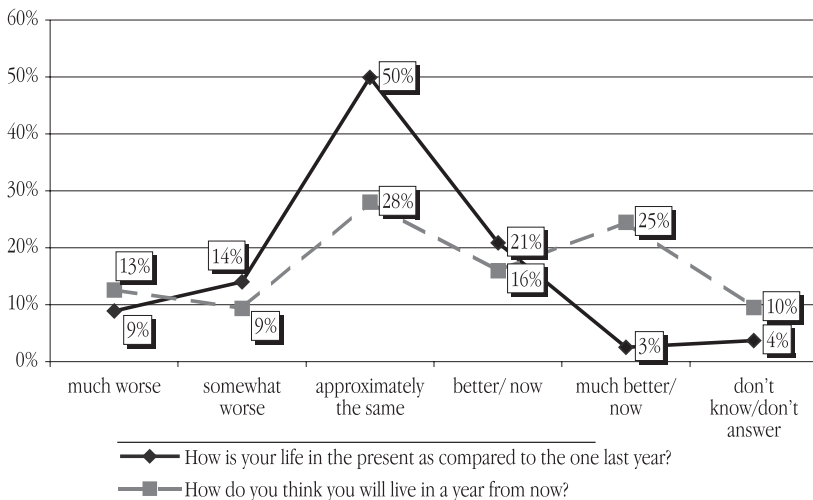 60%
50%
50%
40%
30%
28%
25%
21%
20%
16%
14%
13%
10%
10%
9%
9%
3%
4%
0%
much worse
somewhat
worse
approximately
the same
better/ now
much better/
now
don't
know/don't
answer
How is your life in the present as compared to the one last year?
How do you think you will live in a year from now?